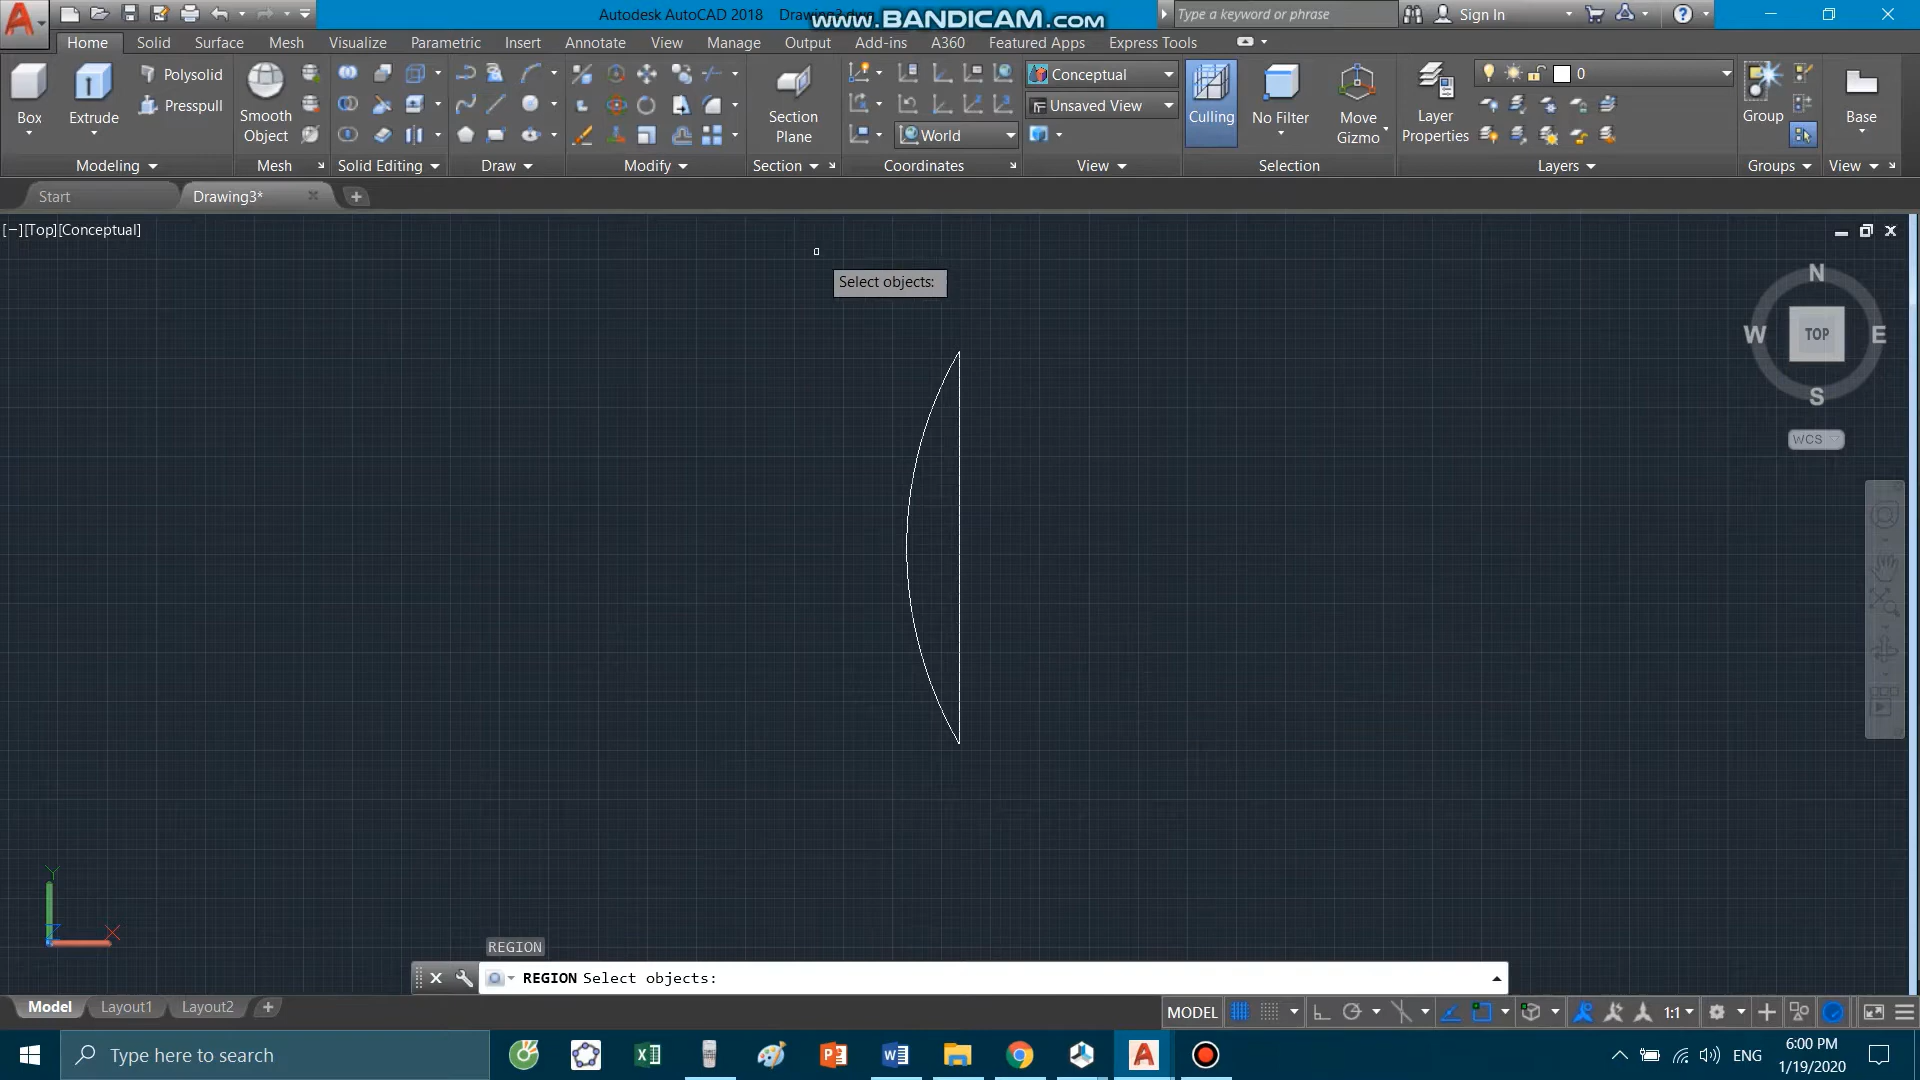 Autodesk AutoCAD 2018
www.BANDICAM.com
Type a keyword or phrase
Sign In
Home
Solid
Surface
Mesh
Visualize
Parametric
Insert
Annotate
View
Manage
Output
Add-ins
A360
Featured Apps
Express Tools
Box
Extrude
Polysolid
Presspull
Modeling
Smooth
Object
Mesh
Solid Editing
Draw
Modify
Section
Plane
Section
World
Coordinates
Conceptual
Unsaved View
View
Culling
No Filter
Move
Gizmo
Selection
Layer
Properties
0
Layers
Group
Groups
Base
View
Start
Drawing3*
[−][Top][Conceptual]
Select objects:
N
W
TOP
E
S
WCS
Y
X
REGION
REGION Select objects:
Model
Layout1
Layout2
MODEL
1:1
Type here to search
ENG
6:00 PM
1/19/2020